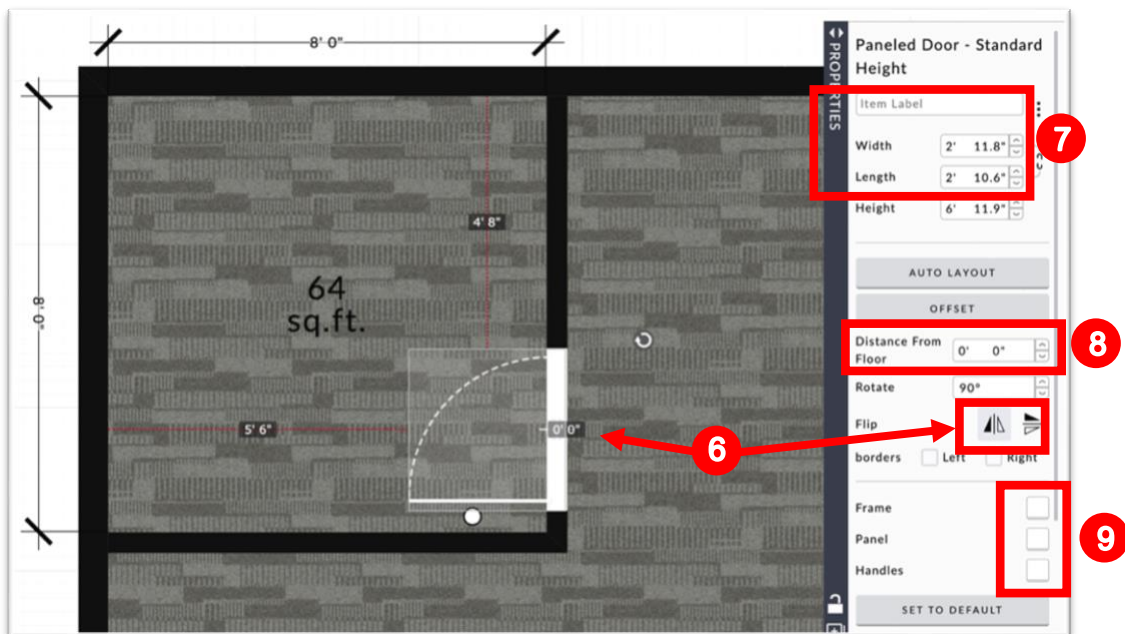 8' 0"
8' 0"
4' 8"
64
sq.ft.
5' 6"
0' 0"
PROPERTIES
Paneled Door - Standard
Height
Item Label
Width 2' 11.8"
Length 2' 10.6"
Height 6' 11.9"
AUTO LAYOUT
OFFSET
Distance From
Floor 0' 0"
Rotate 90°
Flip
borders Left Right
Frame
Panel
Handles
SET TO DEFAULT
7
8
6
9